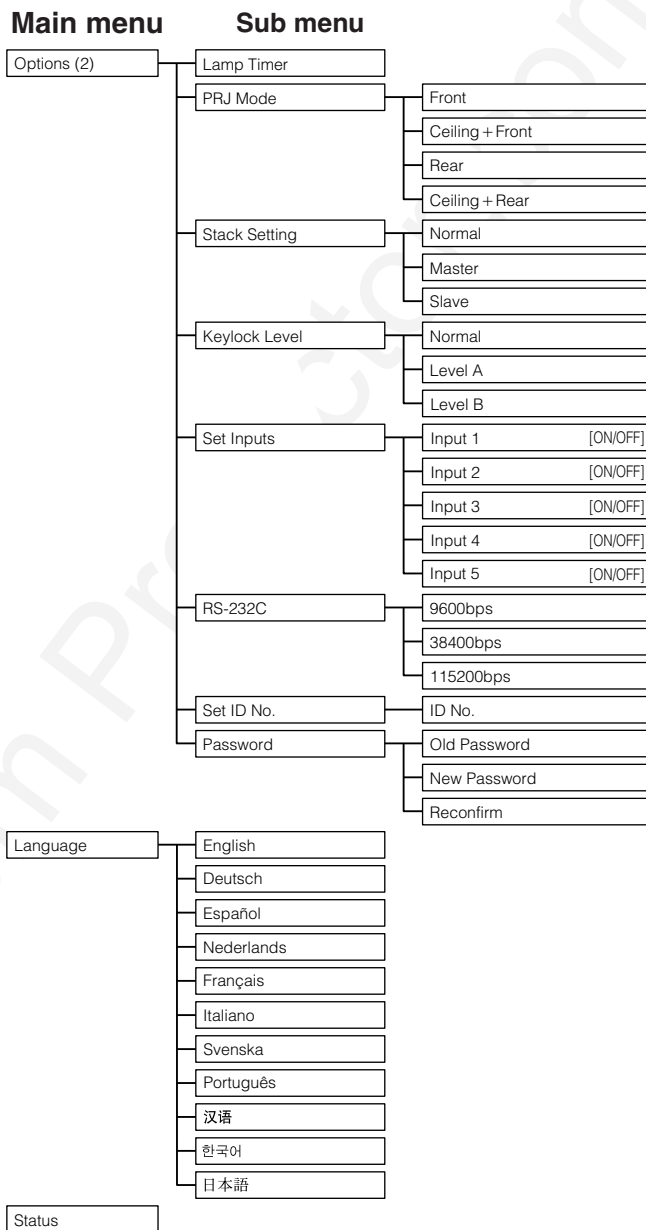 Main menu Sub menu
Options (2) Lamp Timer
PRJ Mode Front
Ceiling + Front
Rear
Ceiling + Rear
Stack Setting Normal
Master
Slave
Keylock Level Normal
Level A
Level B
Set Inputs Input 1 [ON/OFF]
Input 2 [ON/OFF]
Input 3 [ON/OFF]
Input 4 [ON/OFF]
Input 5 [ON/OFF]
RS-232C 9600bps
38400bps
115200bps
Set ID No. ID No.
Password Old Password
New Password
Reconfirm
Language English
Deutsch
Español
Nederlands
Français
Italiano
Svenska
Português
汉语
한국어
日本語
Status